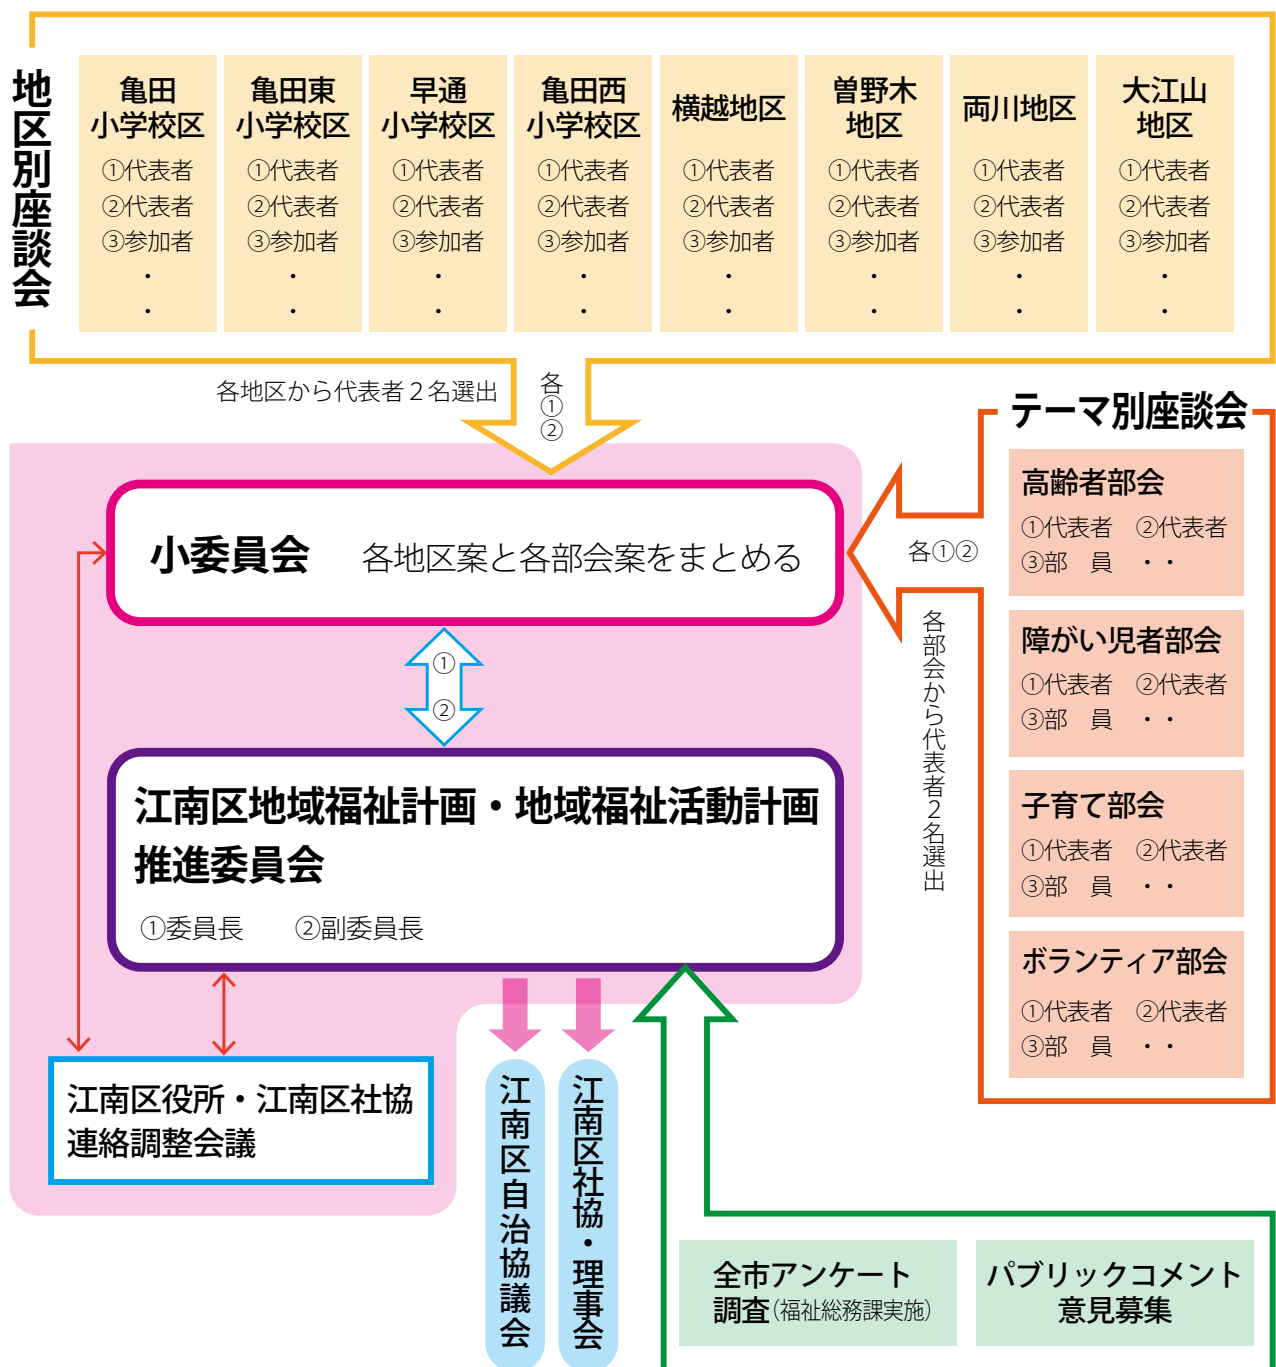 地区別座談会
亀田
小学校区
①代表者
②代表者
③参加者
・
・
亀田東
小学校区
①代表者
②代表者
③参加者
・
・
早通
小学校区
①代表者
②代表者
③参加者
・
・
亀田西
小学校区
①代表者
②代表者
③参加者
・
・
横越地区
①代表者
②代表者
③参加者
・
・
曽野木
地区
①代表者
②代表者
③参加者
・
・
両川地区
①代表者
②代表者
③参加者
・
・
大江山
地区
①代表者
②代表者
③参加者
・
・
各地区から代表者２名選出
各①②
テーマ別座談会
高齢者部会
①代表者　②代表者
③部　員　・・
障がい児者部会
①代表者　②代表者
③部　員　・・
子育て部会
①代表者　②代表者
③部　員　・・
ボランティア部会
①代表者　②代表者
③部　員　・・
各①②
各部会から代表者２名選出
小委員会　各地区案と各部会案をまとめる
①
②
江南区地域福祉計画・地域福祉活動計画
推進委員会
①委員長　　②副委員長
江南区役所・江南区社協
連絡調整会議
江南区自治協議会
江南区社協・理事会
全市アンケート
調査(福祉総務課実施)
パブリックコメント
意見募集